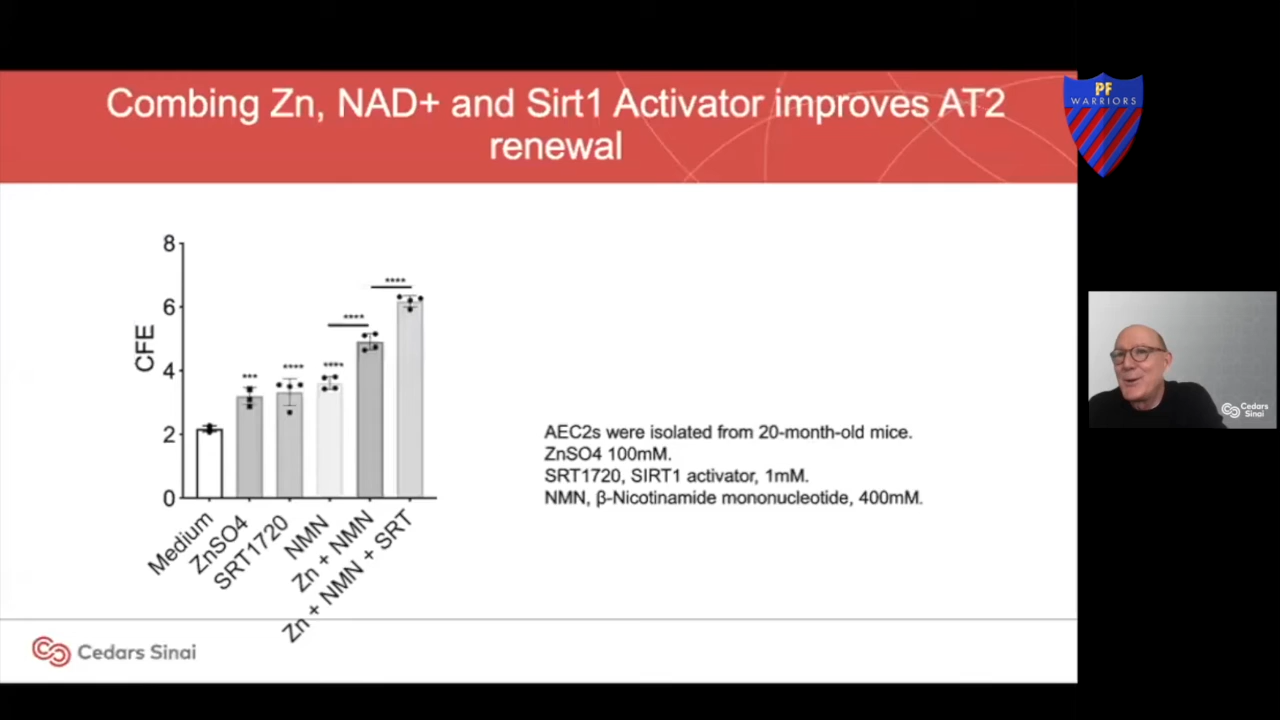 Combing Zn, NAD+ and Sirt1 Activator improves AT2
renewal
PF
WARRIORS
8
6
4
2
0
CFE
***
****
****
****
****
Medium
ZnSO4
SRT1720
NMN
Zn + NMN
Zn + NMN + SRT
AEC2s were isolated from 20-month-old mice.
ZnSO4 100mM.
SRT1720, SIRT1 activator, 1mM.
NMN, β-Nicotinamide mononucleotide, 400mM.
Cedars
Sinai
Cedars Sinai